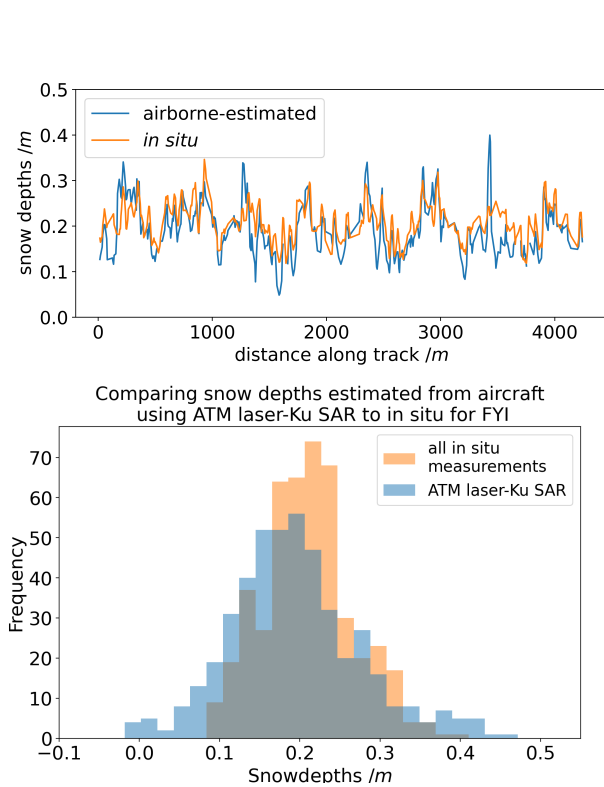 0.5
0.4
0.3
0.2
0.1
0.0
snow depths /m
airborne-estimated
in situ
0 1000 2000 3000 4000
distance along track /m
Comparing snow depths estimated from aircraft
using ATM laser-Ku SAR to in situ for FYI
70
60
50
40
30
20
10
0
Frequency
all in situ
measurements
ATM laser-Ku SAR
−0.1 0.0 0.1 0.2 0.3 0.4 0.5
Snowdepths /m